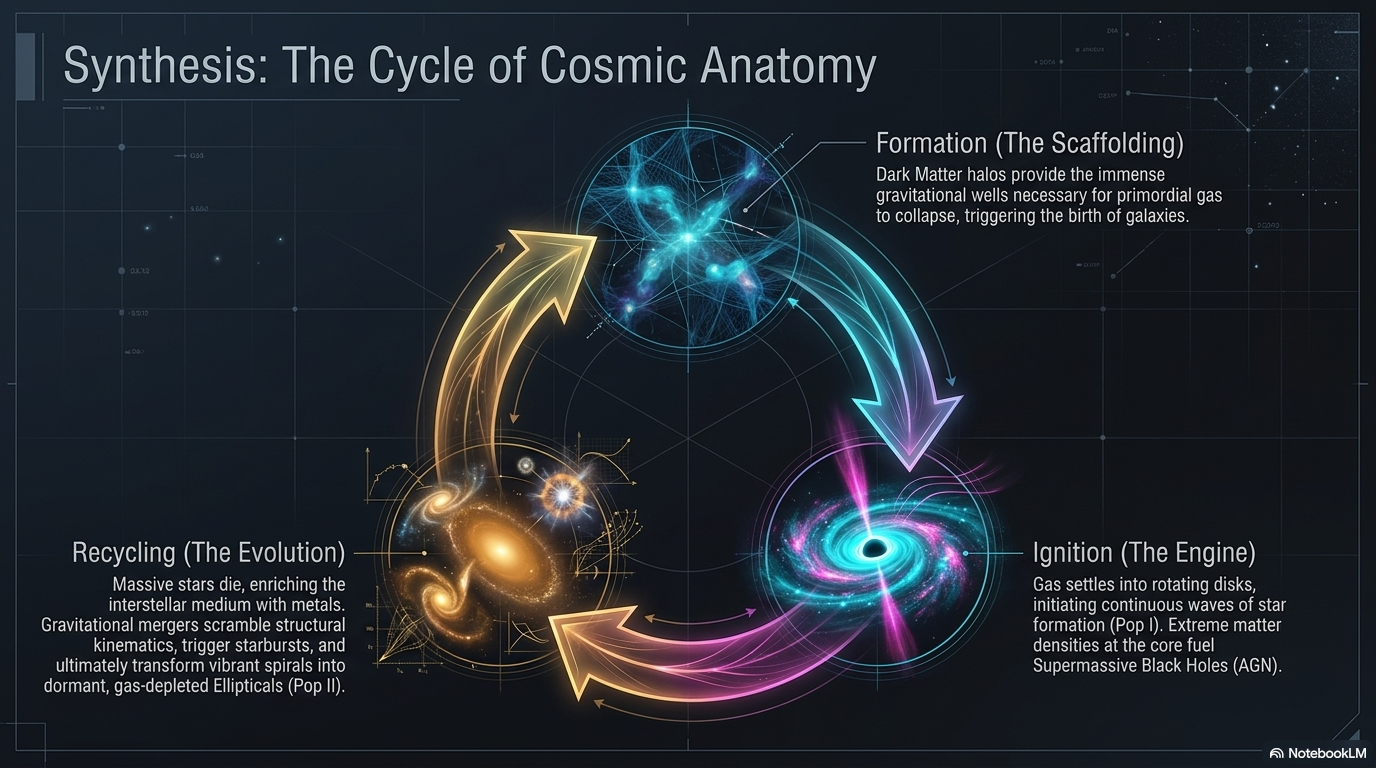 Synthesis: The Cycle of Cosmic Anatomy
Formation (The Scaffolding)
Dark Matter halos provide the immense
gravitational wells necessary for primordial gas
to collapse, triggering the birth of galaxies.
Recycling (The Evolution)
Massive stars die, enriching the
interstellar medium with metals.
Gravitational mergers scramble structural
kinematics, trigger starbursts, and
ultimately transform vibrant spirals into
dormant, gas-depleted Ellipticals (Pop II).
Ignition (The Engine)
Gas settles into rotating disks,
initiating continuous waves of star
formation (Pop I). Extreme matter
densities at the core fuel
Supermassive Black Holes (AGN).
NotebookLM